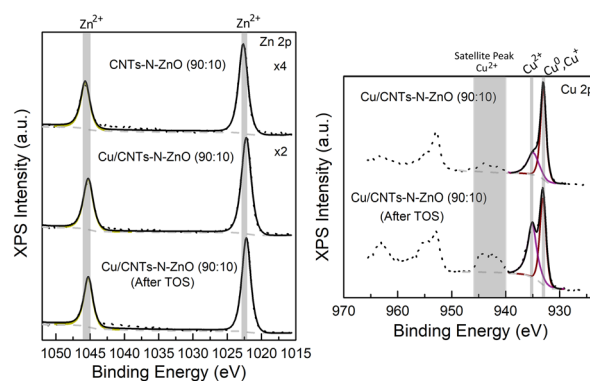 Zn²⁺ Zn²⁺
Zn 2p
CNTs-N-ZnO (90:10)
x4
Cu/CNTs-N-ZnO (90:10)
x2
Cu/CNTs-N-ZnO (90:10)
(After TOS)
XPS Intensity (a.u.)
1050 1045 1040 1035 1030 1025 1020 1015
Binding Energy (eV)
Satellite Peak
Cu²⁺
Cu²⁺
Cu⁰,Cu⁺
Cu 2p
Cu/CNTs-N-ZnO (90:10)
Cu/CNTs-N-ZnO (90:10)
(After TOS)
XPS Intensity (a.u.)
970 960 950 940 930
Binding Energy (eV)